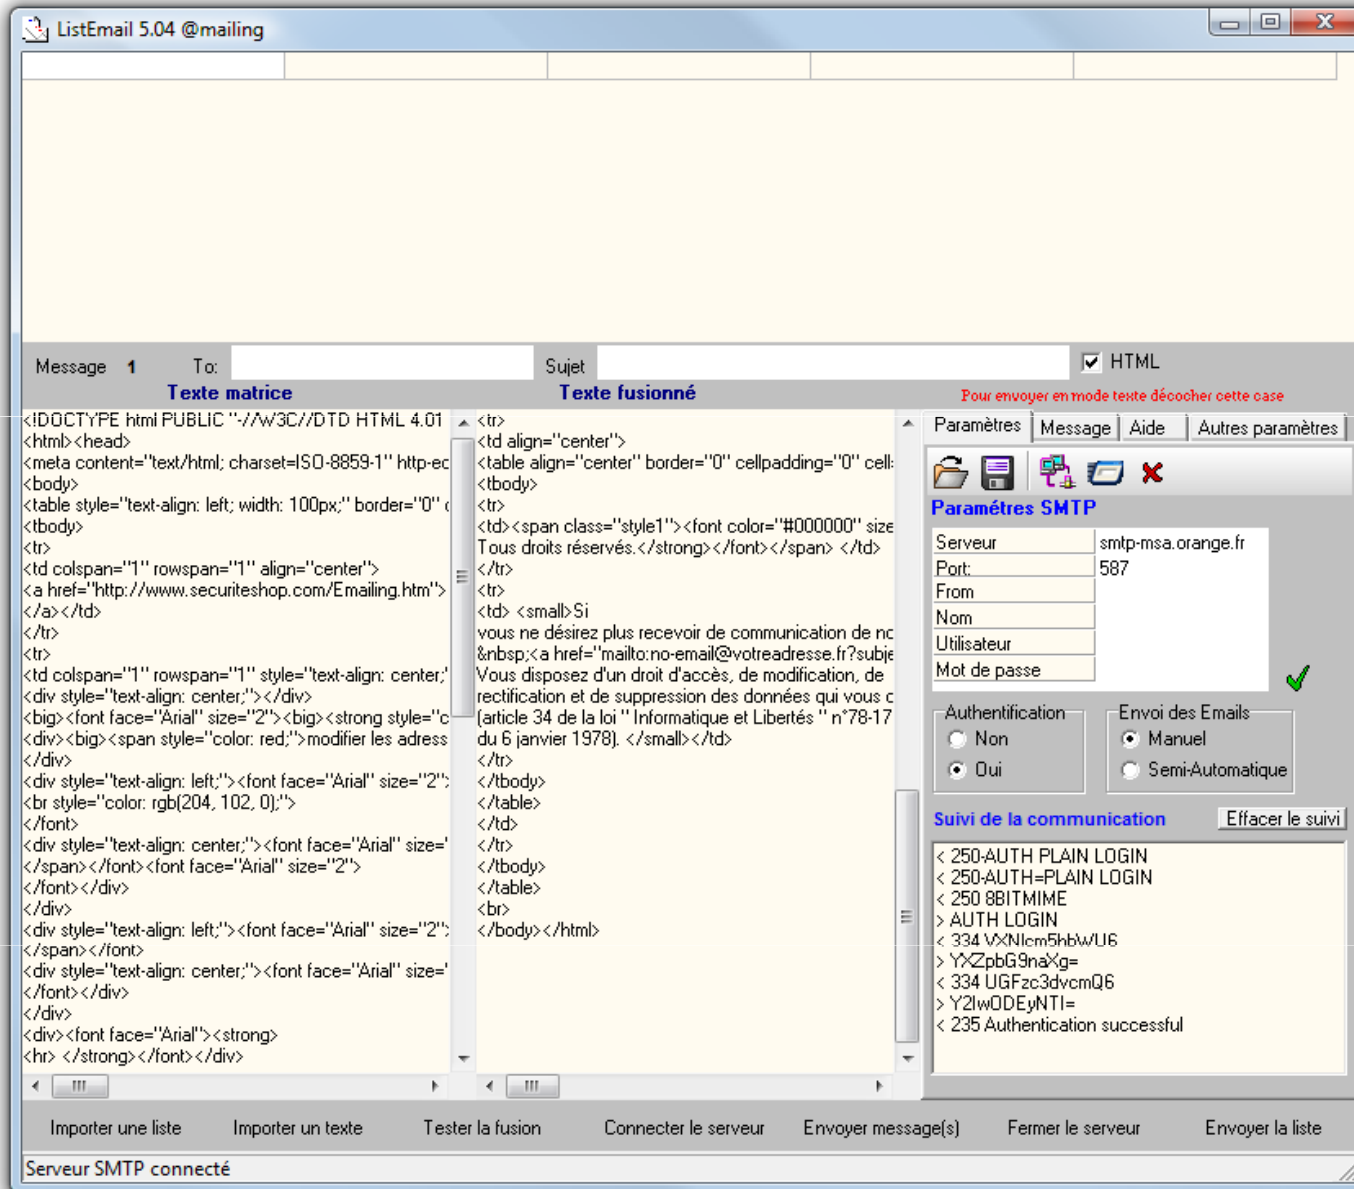 ListEmail 5.04 @mailing
Message 1 To: Sujet HTML
Texte matrice
Texte fusionné
Pour envoyer en mode texte décocher cette case
<!DOCTYPE html PUBLIC "-//W3C//DTD HTML 4.01
<html><head>
<meta content="text/html; charset=ISO-8859-1" http-ec
<body>
<table style="text-align: left; width: 100px;" border="0" c
<tbody>
<tr>
<td colspan="1" rowspan="1" align="center">
<a href="http://www.securiteshop.com/Emailing.htm">
</a></td>
</tr>
<tr>
<td colspan="1" rowspan="1" style="text-align: center;"
<div style="text-align: center;"></div>
<big><font face="Arial" size="2"><big><strong style="c
<div><big><span style="color: red;">modifier les adress
</div>
<div style="text-align: left;"><font face="Arial" size="2">
<br style="color: rgb(204, 102, 0);">
</font>
<div style="text-align: center;"><font face="Arial" size="
</span></font><font face="Arial" size="2">
</font></div>
</div>
<div style="text-align: left;"><font face="Arial" size="2">
</span></font>
<div style="text-align: center;"><font face="Arial" size="
</font></div>
</div>
<div><font face="Arial"><strong>
<hr> </strong></font></div>
<tr>
<td align="center">
<table align="center" border="0" cellpadding="0" cell
<tbody>
<tr>
<td><span class="style1"><font color="#000000" size
Tous droits réservés.</strong></font></span> </td>
</tr>
<tr>
<td> <small>Si
vous ne désirez plus recevoir de communication de no
&nbsp;<a href="mailto:no-email@votreadresse.fr?subje
Vous disposez d'un droit d'accès, de modification, de
rectification et de suppression des données qui vous c
(article 34 de la loi " Informatique et Libertés " n°78-17
du 6 janvier 1978). </small></td>
</tr>
</tbody>
</table>
</td>
</tr>
</tbody>
</table>
<br>
</body></html>
Paramètres Message Aide Autres paramètres
Paramétres SMTP
Serveur smtp-msa.orange.fr
Port: 587
From
Nom
Utilisateur
Mot de passe
Authentification
Non
Oui
Envoi des Emails
Manuel
Semi-Automatique
Suivi de la communication Effacer le suivi
< 250-AUTH PLAIN LOGIN
< 250-AUTH=PLAIN LOGIN
< 250 8BITMIME
> AUTH LOGIN
< 334 VXNlcm5hbWU6
> YXZpbG9naXg=
< 334 UGFzc3dvcmQ6
> Y2IwODEyNTI=
< 235 Authentication successful
Importer une liste Importer un texte Tester la fusion Connecter le serveur Envoyer message(s) Fermer le serveur Envoyer la liste
Serveur SMTP connecté